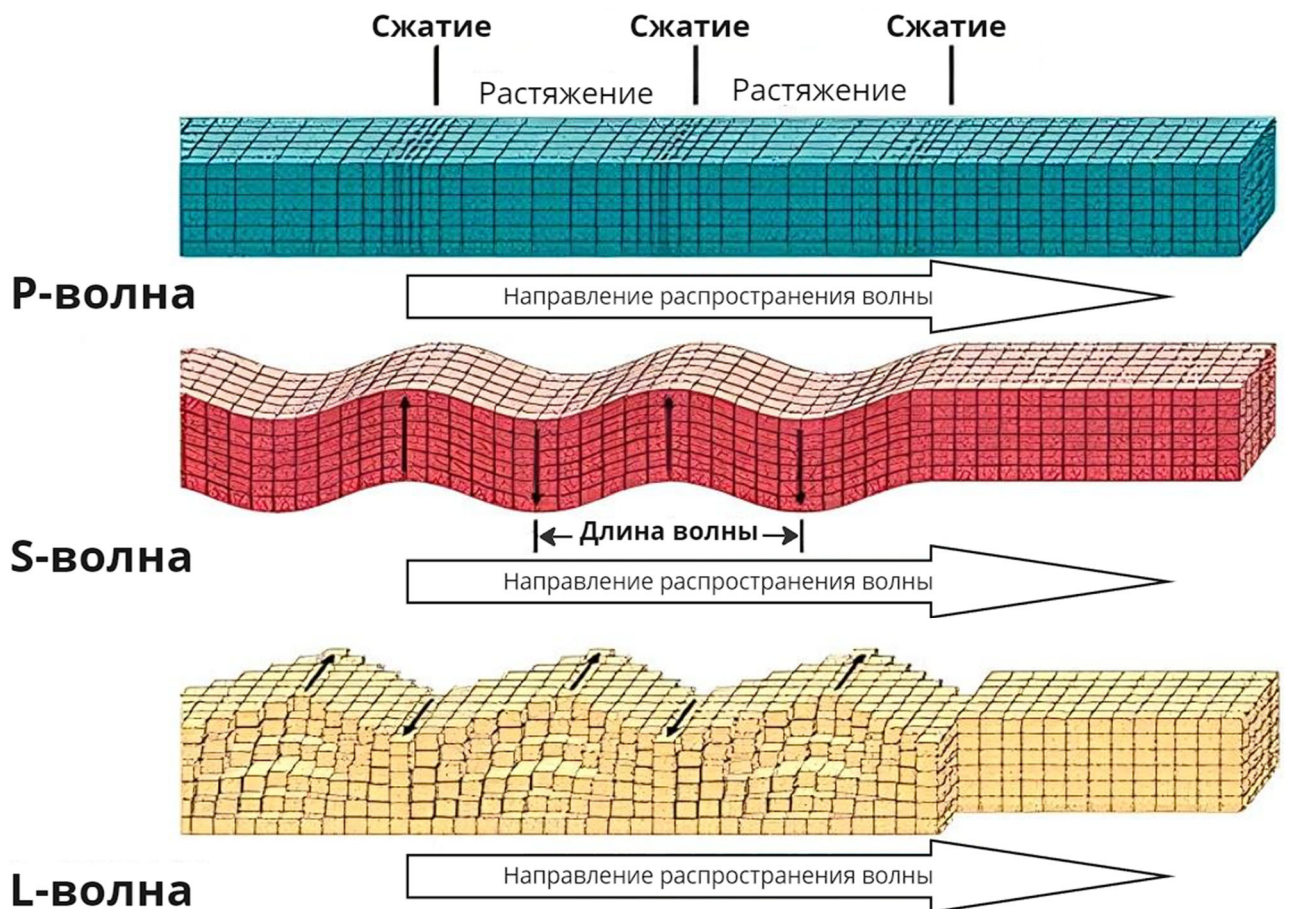 Сжатие Сжатие Сжатие
Растяжение Растяжение
P-волна
Направление распространения волны
Длина волны
S-волна
Направление распространения волны
L-волна
Направление распространения волны